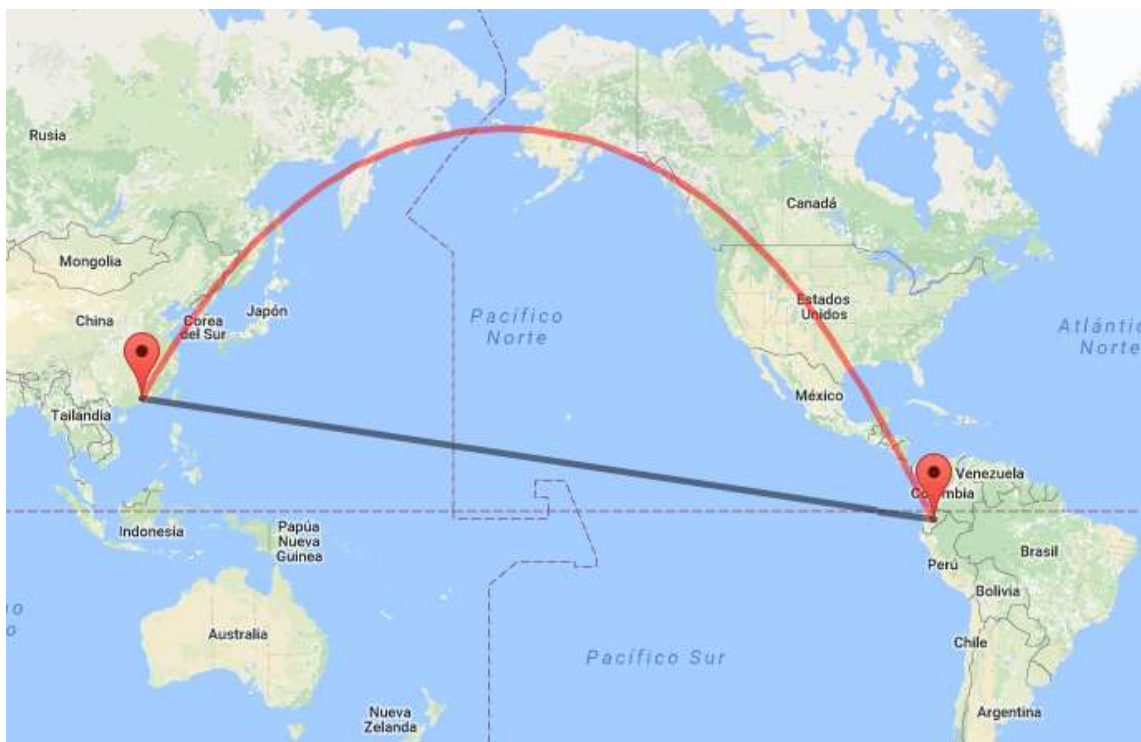 Rusia
Canadá
Mongolia
Pacífico
Norte
Estados
Unidos
Atlántic
Norte
China
Corea
del Sur
Japón
México
Tailandia
Venezuela
Colombia
Indonesia
Papúa
Nueva
Guinea
Perú
Brasil
Bolivia
Australia
Pacífico Sur
Chile
Nueva
Zelanda
Argentina